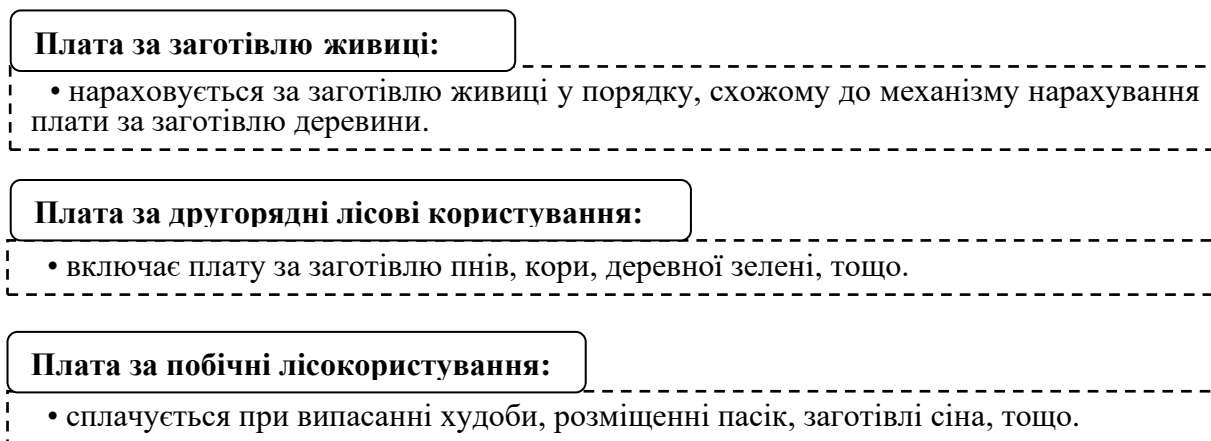 Плата за заготівлю живиці:
• нараховується за заготівлю живиці у порядку, схожому до механізму нарахування
плати за заготівлю деревини.
Плата за другорядні лісові користування:
• включає плату за заготівлю пнів, кори, деревної зелені, тощо.
Плата за побічні лісокористування:
• сплачується при випасанні худоби, розміщенні пасік, заготівлі сіна, тощо.